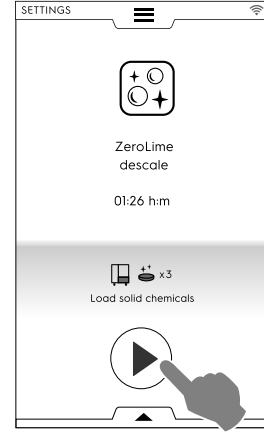 SETTINGS
ZeroLime
descale
01:26 h:m
x3
Load solid chemicals